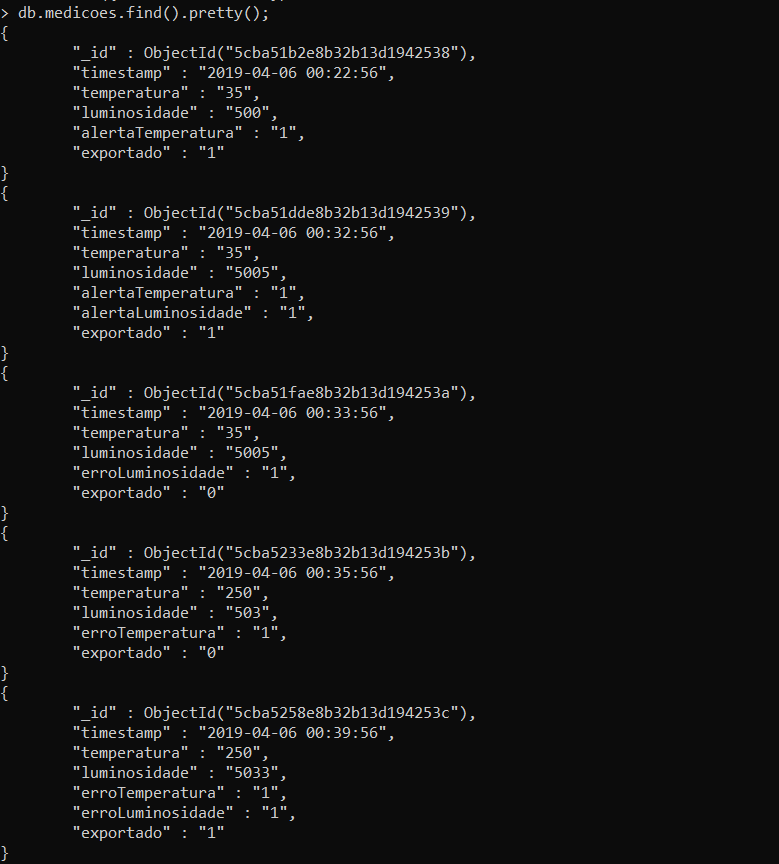 > db.medicoes.find().pretty();
{
        "_id" : ObjectId("5cba51b2e8b32b13d1942538"),
        "timestamp" : "2019-04-06 00:22:56",
        "temperatura" : "35",
        "luminosidade" : "500",
        "alertaTemperatura" : "1",
        "exportado" : "1"
}
{
        "_id" : ObjectId("5cba51dde8b32b13d1942539"),
        "timestamp" : "2019-04-06 00:32:56",
        "temperatura" : "35",
        "luminosidade" : "5005",
        "alertaTemperatura" : "1",
        "alertaLuminosidade" : "1",
        "exportado" : "1"
}
{
        "_id" : ObjectId("5cba51fae8b32b13d194253a"),
        "timestamp" : "2019-04-06 00:33:56",
        "temperatura" : "35",
        "luminosidade" : "5005",
        "erroLuminosidade" : "1",
        "exportado" : "0"
}
{
        "_id" : ObjectId("5cba5233e8b32b13d194253b"),
        "timestamp" : "2019-04-06 00:35:56",
        "temperatura" : "250",
        "luminosidade" : "503",
        "erroTemperatura" : "1",
        "exportado" : "0"
}
{
        "_id" : ObjectId("5cba5258e8b32b13d194253c"),
        "timestamp" : "2019-04-06 00:39:56",
        "temperatura" : "250",
        "luminosidade" : "5033",
        "erroTemperatura" : "1",
        "erroLuminosidade" : "1",
        "exportado" : "1"
}